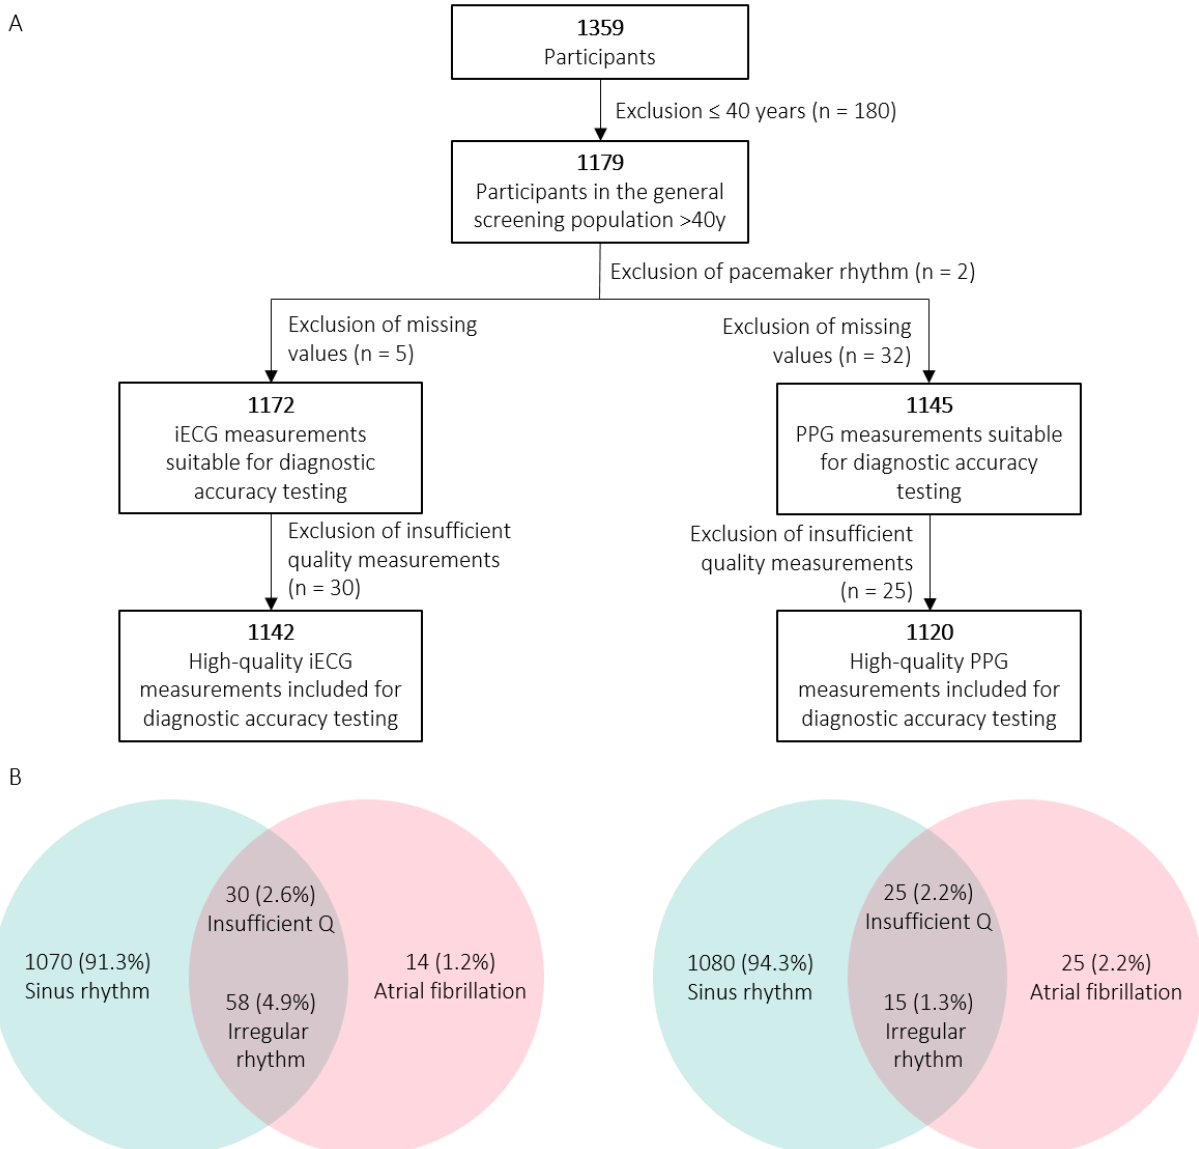 A
1359
Participants
Exclusion ≤ 40 years (n = 180)
1179
Participants in the general
screening population >40y
Exclusion of pacemaker rhythm (n = 2)
Exclusion of missing
values (n = 5)
Exclusion of missing
values (n = 32)
1172
iECG measurements
suitable for diagnostic
accuracy testing
1145
PPG measurements suitable
for diagnostic accuracy
testing
Exclusion of insufficient
quality measurements
(n = 30)
Exclusion of insufficient
quality measurements
(n = 25)
1142
High-quality iECG
measurements included for
diagnostic accuracy testing
1120
High-quality PPG
measurements included for
diagnostic accuracy testing
B
1070 (91.3%)
Sinus rhythm
30 (2.6%)
Insufficient Q
58 (4.9%)
Irregular
rhythm
14 (1.2%)
Atrial fibrillation
1080 (94.3%)
Sinus rhythm
25 (2.2%)
Insufficient Q
15 (1.3%)
Irregular
rhythm
25 (2.2%)
Atrial fibrillation